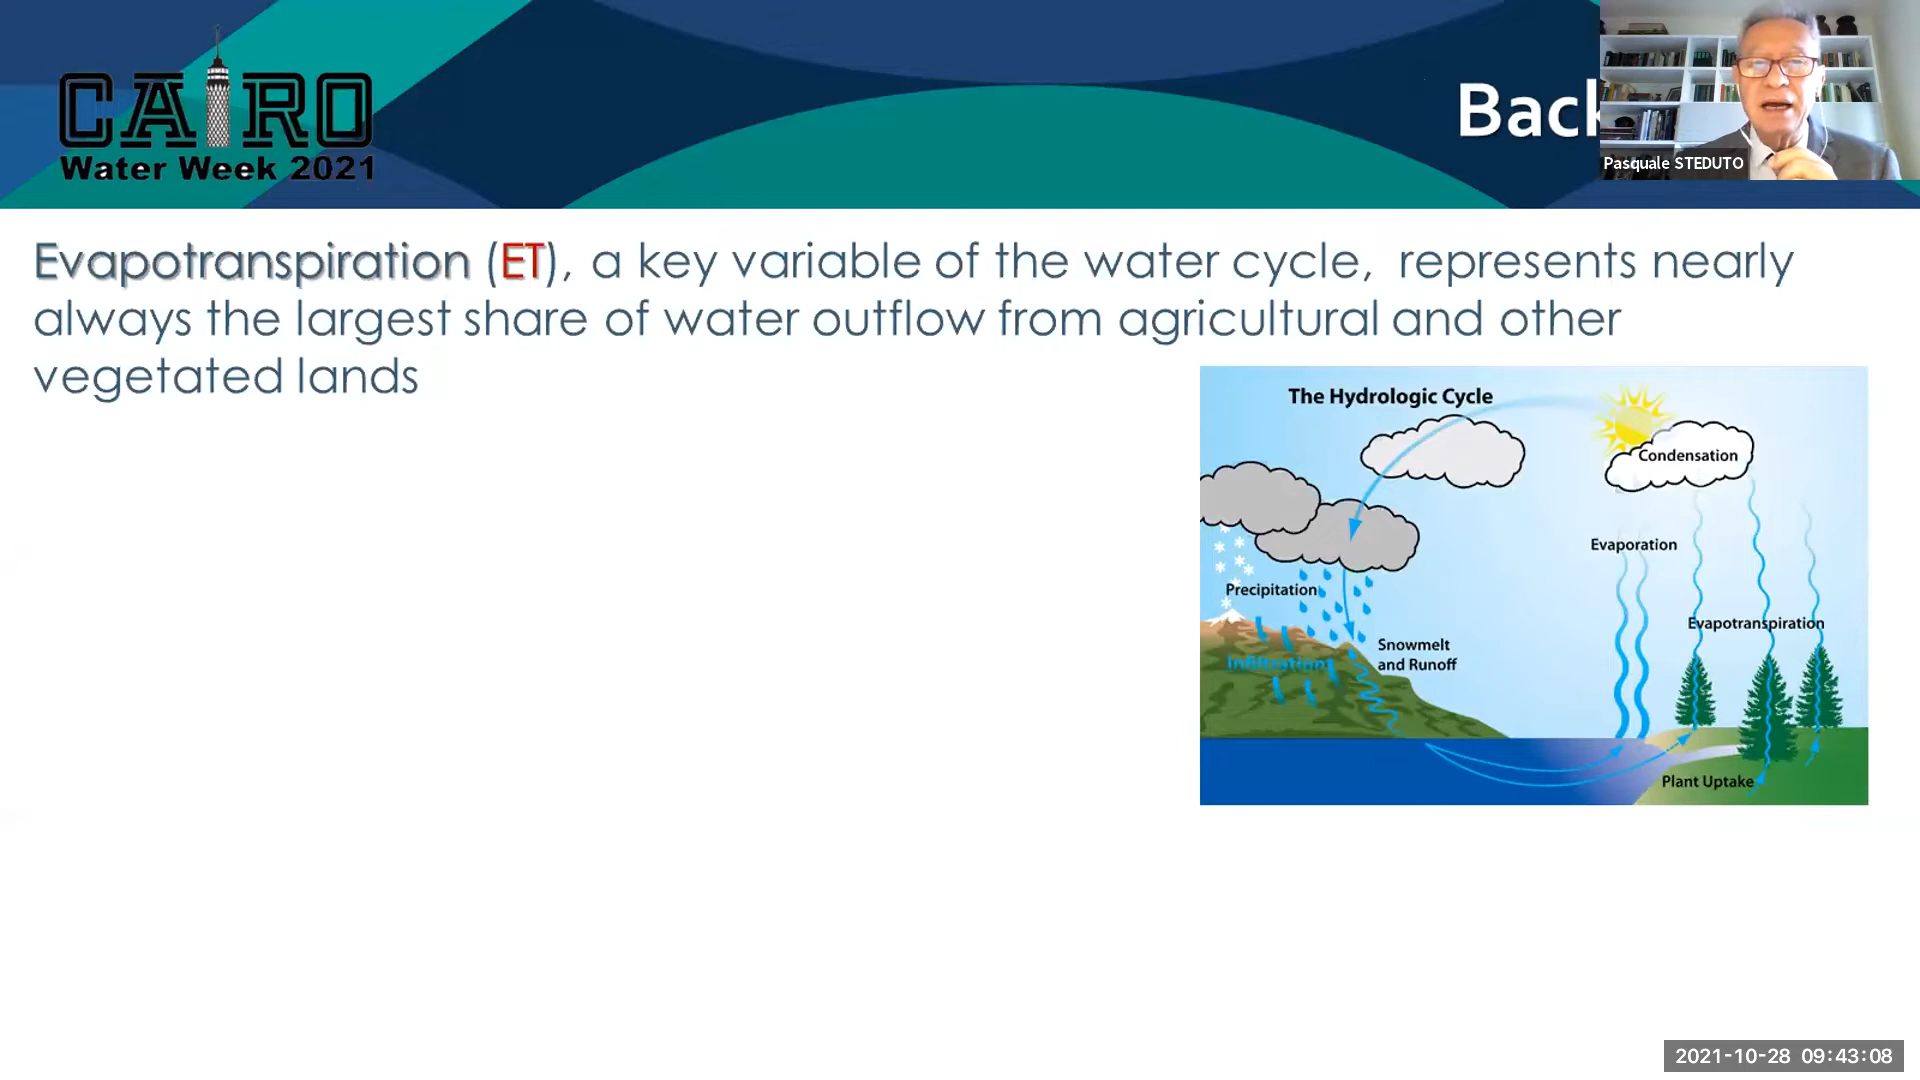 CAIRO
Water Week 2021
Pasquale STEDUTO
Evapotranspiration (ET), a key variable of the water cycle, represents nearly
always the largest share of water outflow from agricultural and other
vegetated lands
The Hydrologic Cycle
Condensation
Evaporation
Precipitation
Evapotranspiration
Snowmelt
and Runoff
Infiltration
Plant Uptake
2021-10-28 09:43:08